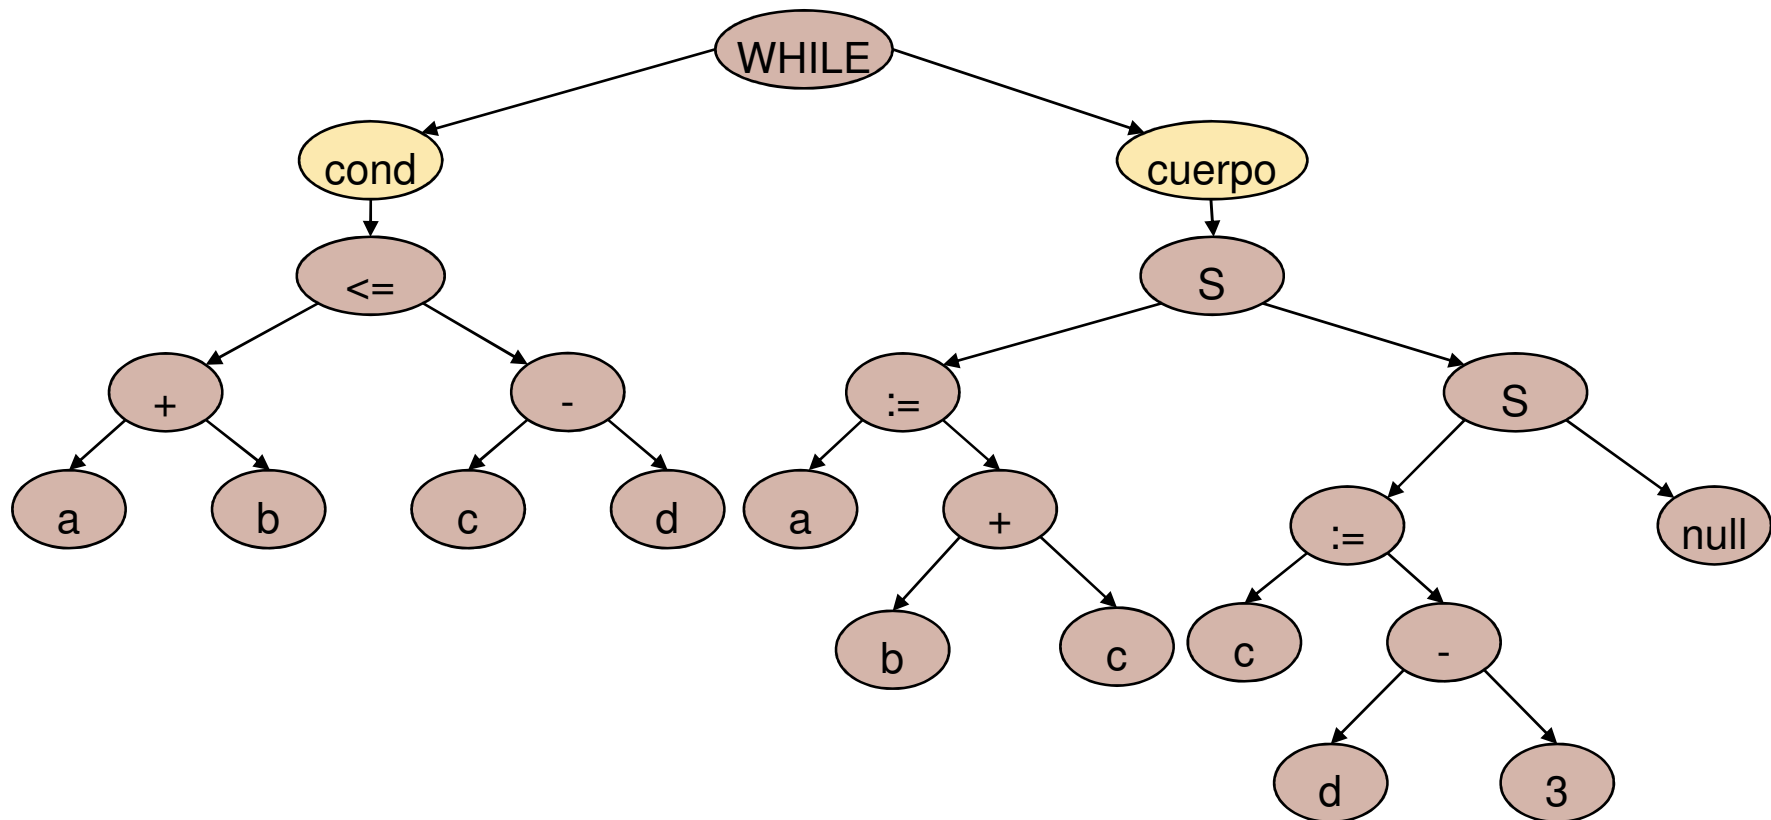 WHILE
cond
cuerpo
<=
S
+
-
:=
S
a
b
c
d
a
+
:=
null
b
c
c
-
d
3